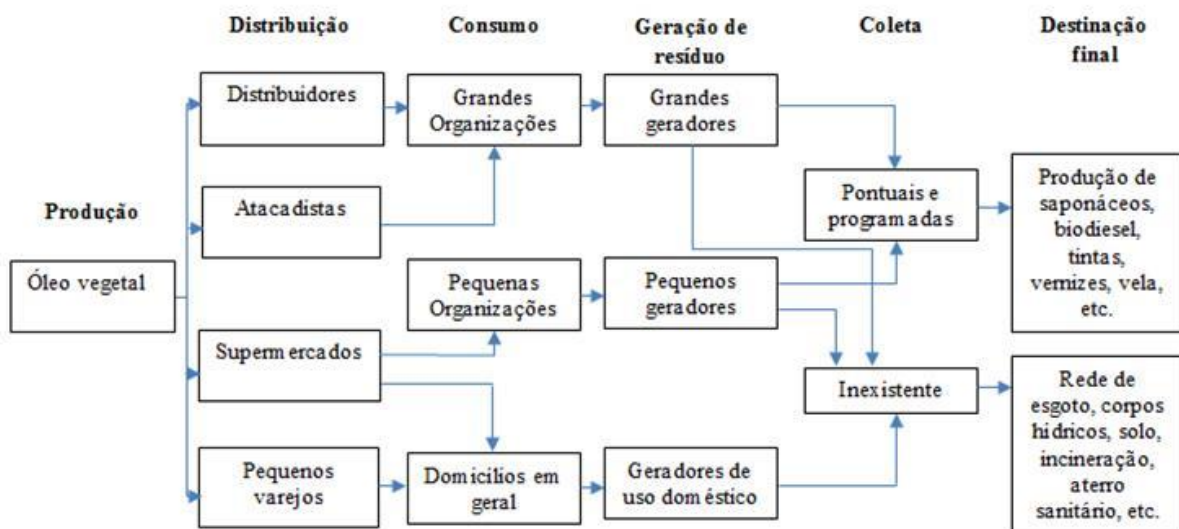 Produção
Óleo vegetal
Distribuição
Distribuidores
Atacadistas
Supermercados
Pequenos
varejos
Consumo
Grandes
Organizações
Pequenas
Organizações
Domicílios em
geral
Geração de
resíduo
Grandes
geradores
Pequenos
geradores
Geradores de
uso doméstico
Coleta
Pontuais e
programadas
Inexistente
Destinação
final
Produção de
saponáceos,
biodiesel,
tintas,
vernizes, vela,
etc.
Rede de
esgoto, corpos
hídricos, solo,
incineração,
aterro
sanitário, etc.